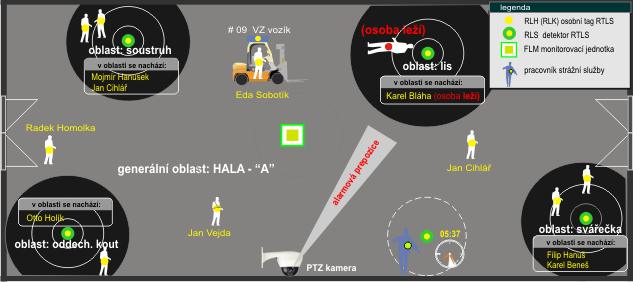 legenda
RLH (RLK) osobní tag RTLS
RLS detektor RTLS
FLM monitorovací jednotka
pracovník strážní služby
# 09 VZ vozík
(osoba leží)
oblast: soustruh
v oblasti se nachází:
Mojmír Hanúsek
Jan Cihlář
Eda Sobotik
oblast: lis
v oblasti se nachází:
Karel Bláha (osoba leží)
Radek Homolka
generální oblast: HALA - “A”
alarmová prepozice
Jan Cihlář
v oblasti se nachází:
Otto Holík
oblast: oddech. kout
Jan Vejda
PTZ kamera
05:37
oblast: svářečka
v oblasti se nachází:
Filip Hanuš
Karel Beneš